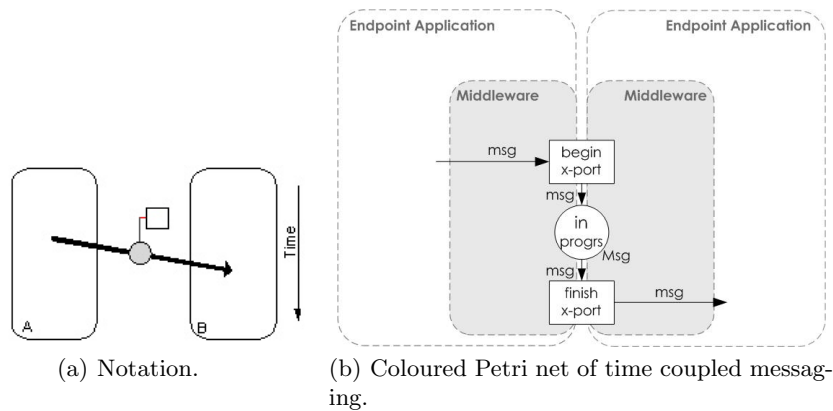 A
B
Time
(a) Notation.
Endpoint Application
Endpoint Application
Middleware
Middleware
msg
begin
x-port
msg
in
progrs
Msg
msg
finish
x-port
msg
(b) Coloured Petri net of time coupled messag-
ing.